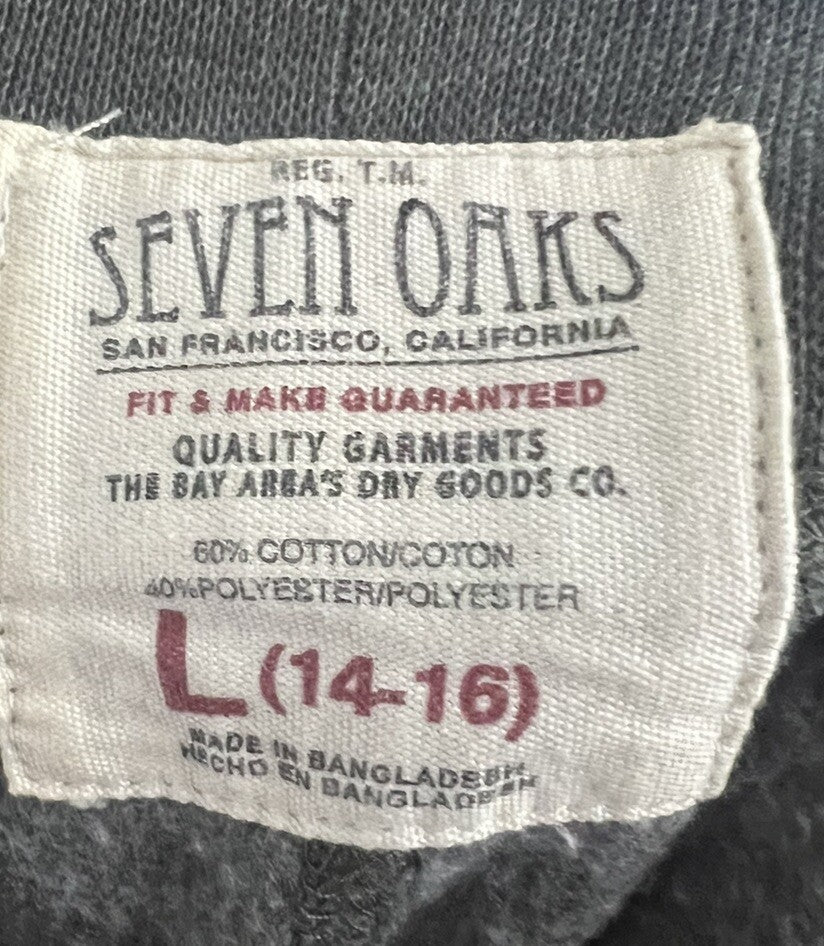 REG. T.M.
SEVEN OAKS
SAN FRANCISCO, CALIFORNIA
FIT & MAKE GUARANTEED
QUALITY GARMENTS
THE BAY AREA'S DRY GOODS CO.
60% COTTON/COTON
40%POLYESTER/POLYESTER
L (14-16)
MADE IN BANGLADESH
HECHO EN BANGLADESH